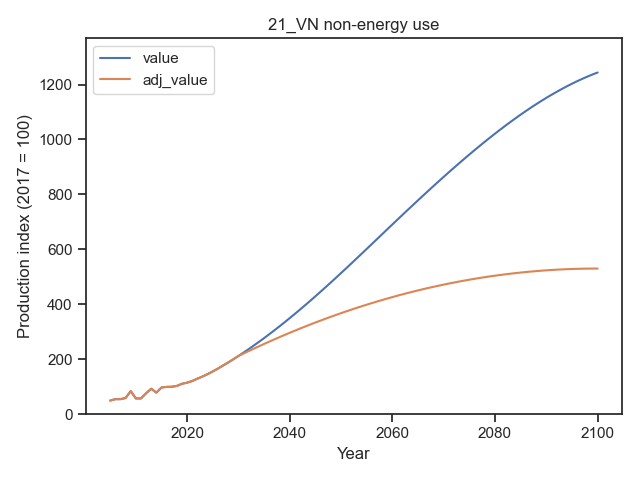 21_VN non-energy use
value
adj_value
Production index (2017 = 100)
1200
1000
800
600
400
200
0
2020
2040
2060
2080
2100
Year